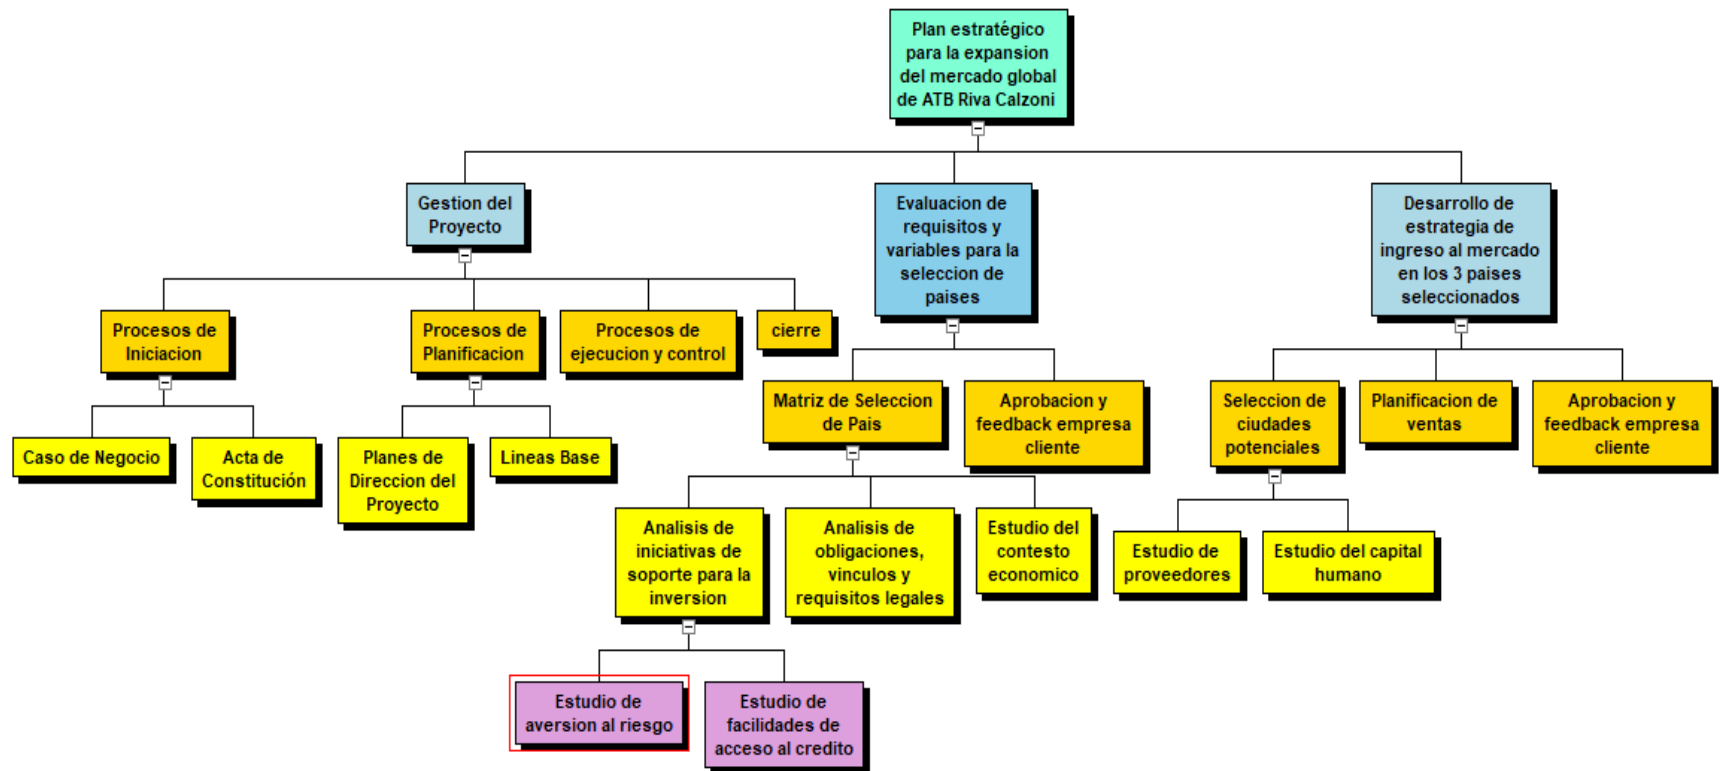 Plan estratégico
para la expansion
del mercado global
de ATB Riva Calzoni
Gestion del
Proyecto
Evaluacion de
requisitos y
variables para la
seleccion de
paises
Desarrollo de
estrategia de
ingreso al mercado
en los 3 paises
seleccionados
Procesos de
Iniciacion
Procesos de
Planificacion
Procesos de
ejecucion y control
cierre
Matriz de Seleccion
de Pais
Aprobacion y
feedback empresa
cliente
Seleccion de
ciudades
potenciales
Planificacion de
ventas
Aprobacion y
feedback empresa
cliente
Caso de Negocio
Acta de
Constitución
Planes de
Direccion del
Proyecto
Lineas Base
Analisis de
iniciativas de
soporte para la
inversion
Analisis de
obligaciones,
vinculos y
requisitos legales
Estudio del
contesto
economico
Estudio de
proveedores
Estudio del capital
humano
Estudio de
aversion al riesgo
Estudio de
facilidades de
acceso al credito